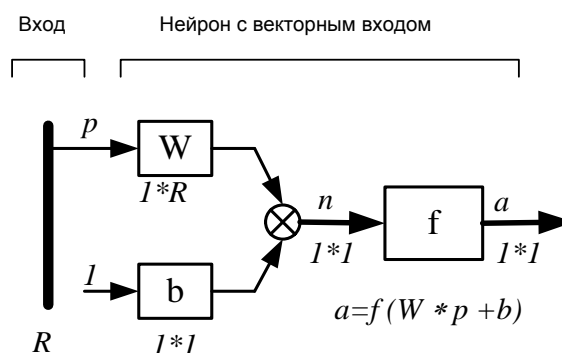 Вход
Нейрон с векторным входом
p
W
1*R
n
1*1
f
a
1*1
1
b
1*1
R
a=f(W * p +b)